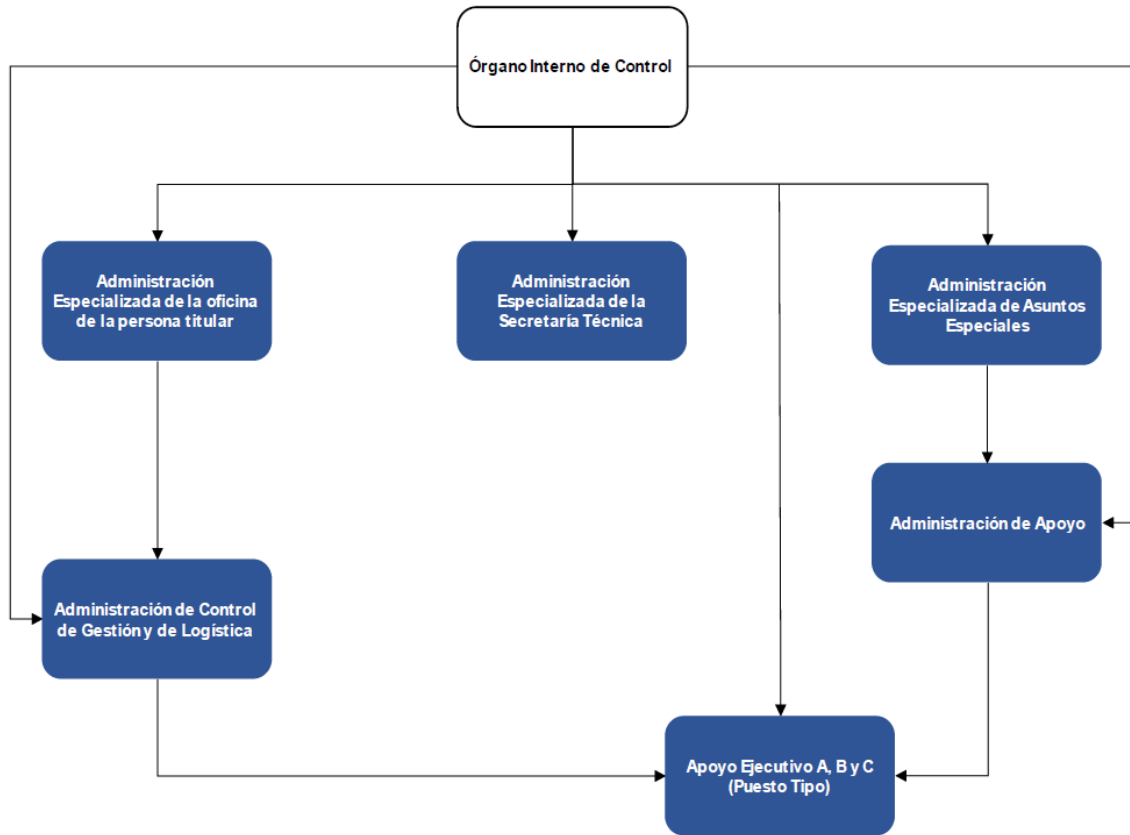 Órgano Interno de Control
Administración
Especializada de la oficina
de la persona titular
Administración
Especializada de la
Secretaría Técnica
Administración
Especializada de Asuntos
Especiales
Administración de Apoyo
Administración de Control
de Gestión y de Logística
Apoyo Ejecutivo A, B y C
(Puesto Tipo)